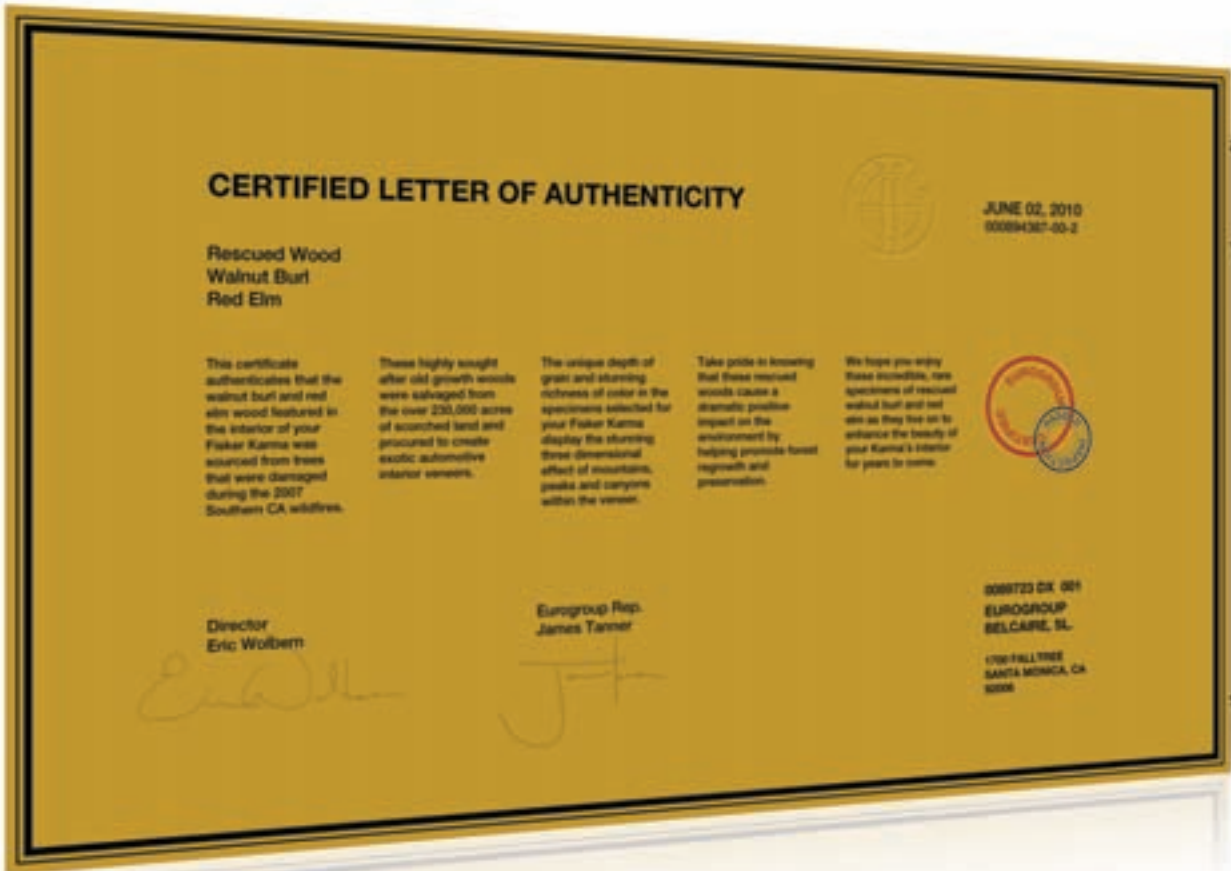 CERTIFIED LETTER OF AUTHENTICITY
JUNE 02, 2010
000894387-00-2
Rescued Wood
Walnut Burl
Red Elm
This certificate
authenticates that the
walnut burl and red
elm wood featured in
the interior of your
Fisker Karma was
sourced from trees
that were damaged
during the 2007
Southern CA wildfires.
These highly sought
after old growth woods
were salvaged from
the over 230,000 acres
of scorched land and
procured to create
exotic automotive
interior veneers.
The unique depth of
grain and stunning
richness of color in the
specimens selected for
your Fisker Karma
display the stunning
three dimensional
effect of mountains,
peaks and canyons
within the veneer.
Take pride in knowing
that these rescued
woods cause a
dramatic positive
impact on the
environment by
helping promote forest
regrowth and
preservation.
We hope you enjoy
these incredible, rare
specimens of rescued
walnut burl and red
elm as they live on to
enhance the beauty of
your Karma's interior
for years to come.
Director
Eric Wolbern
Eurogroup Rep.
James Tanner
0089723 DX 001
EUROGROUP
BELCAIRE, SL.
1700 FALLTREE
SANTA MONICA, CA